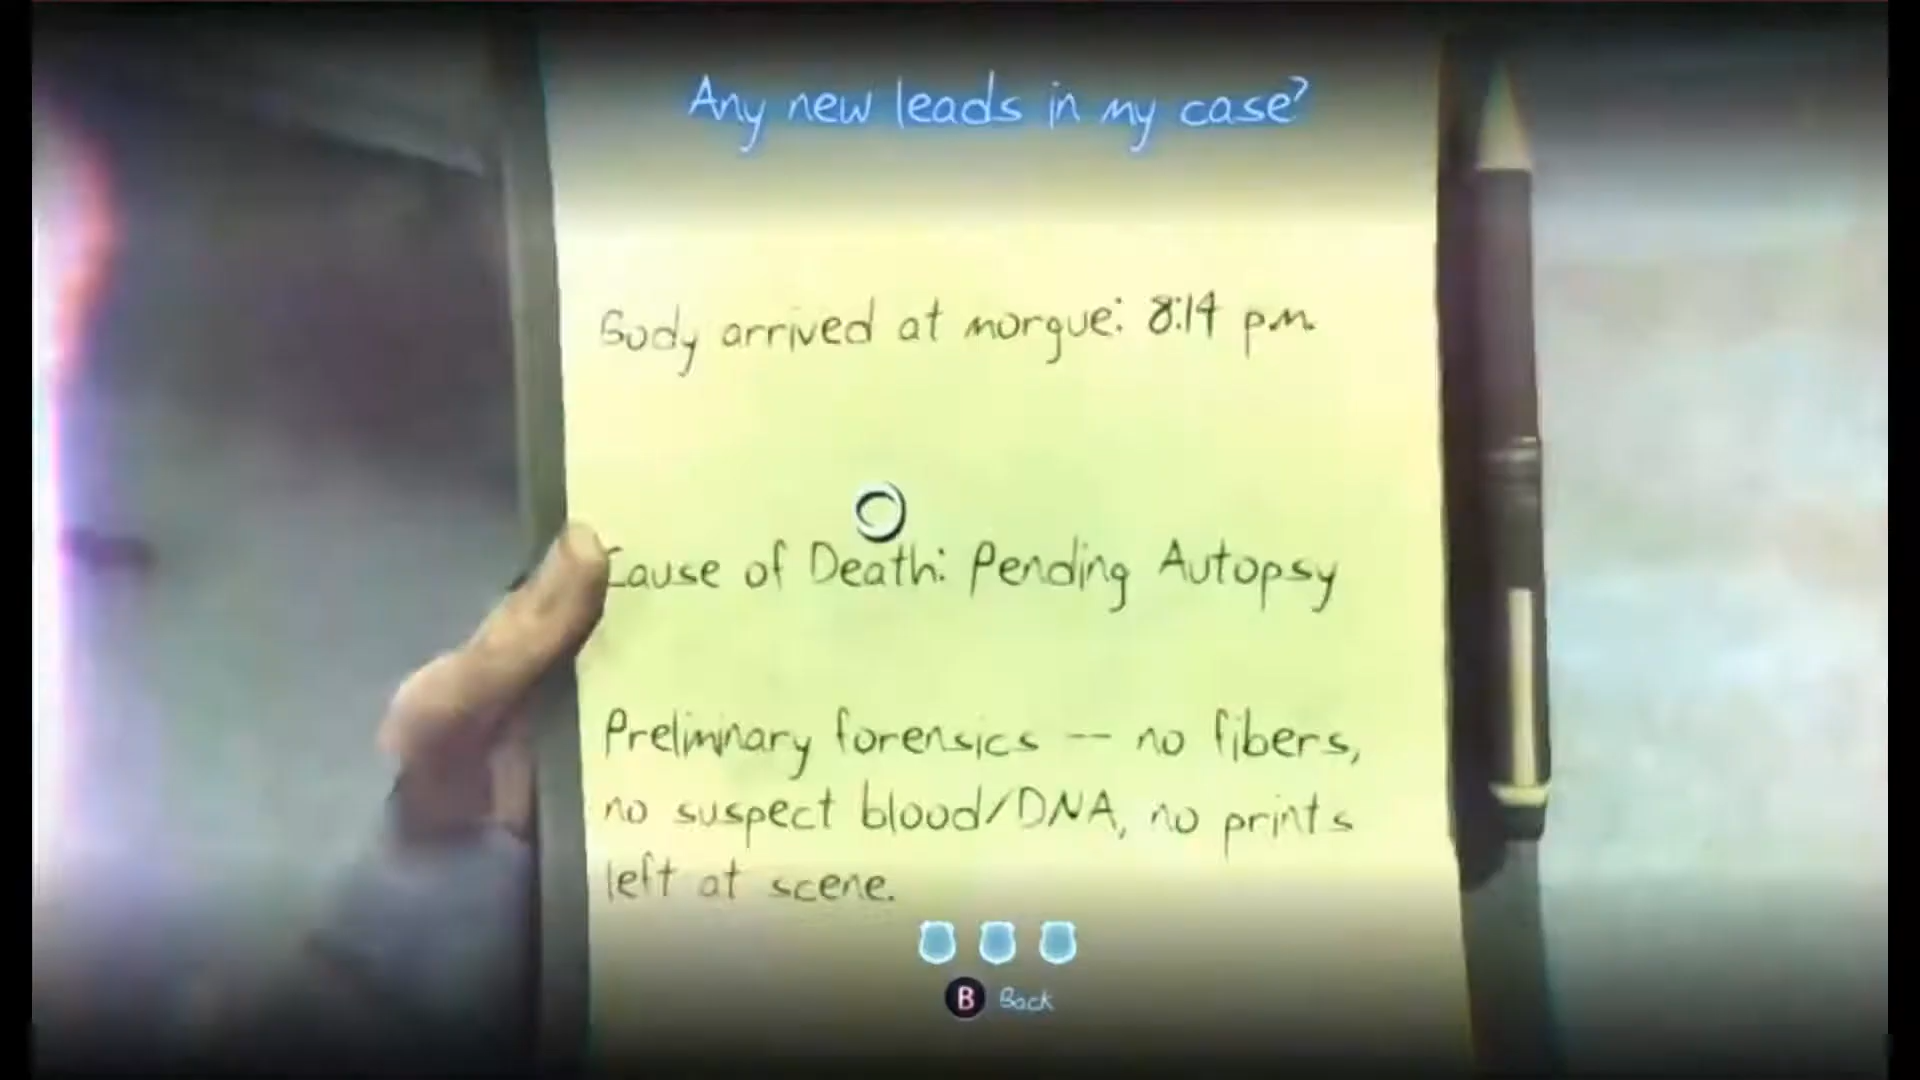 Any new leads in my case?
Body arrived at morgue: 8:14 p.m.
Cause of Death: Pending Autopsy
Preliminary forensics — no fibers,
no suspect blood/DNA, no prints
left at scene.
B Back